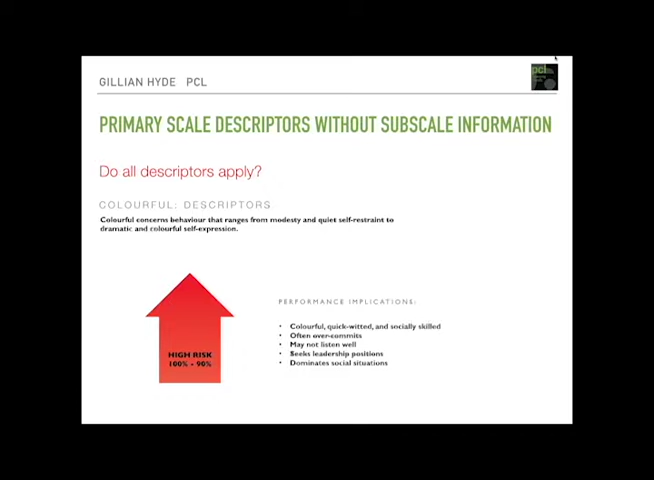 GILLIAN HYDE PCL
pcl
PRIMARY SCALE DESCRIPTORS WITHOUT SUBSCALE INFORMATION
Do all descriptors apply?
COLOURFUL: DESCRIPTORS
Colourful concerns behaviour that ranges from modesty and quiet self-restraint to
dramatic and colourful self-expression.
PERFORMANCE IMPLICATIONS:
• Colourful, quick-witted, and socially skilled
• Often over-commits
• May not listen well
• Seeks leadership positions
• Dominates social situations
HIGH RISK
100% - 90%